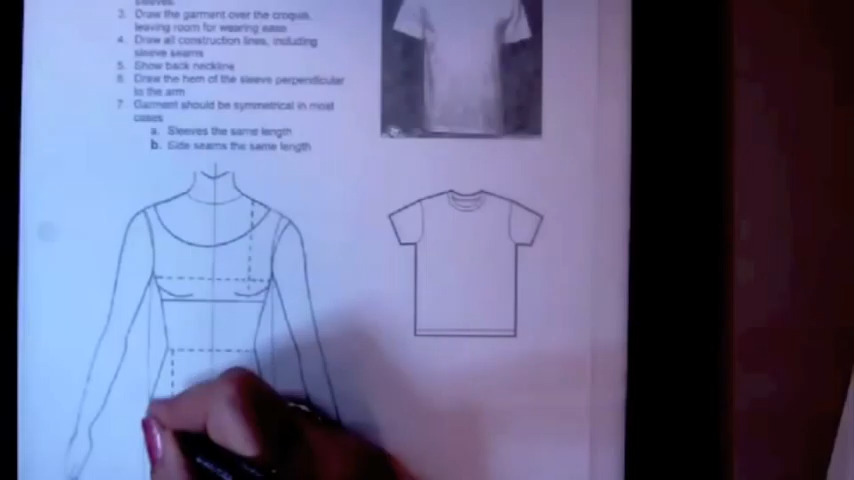 sleeves.
3. Draw the garment over the croquis,
leaving room for wearing ease
4. Draw all construction lines, including
sleeve seams
5. Show back neckline
6. Draw the hem of the sleeve perpendicular
to the arm
7. Garment should be symmetrical in most
cases
a. Sleeves the same length
b. Side seams the same length